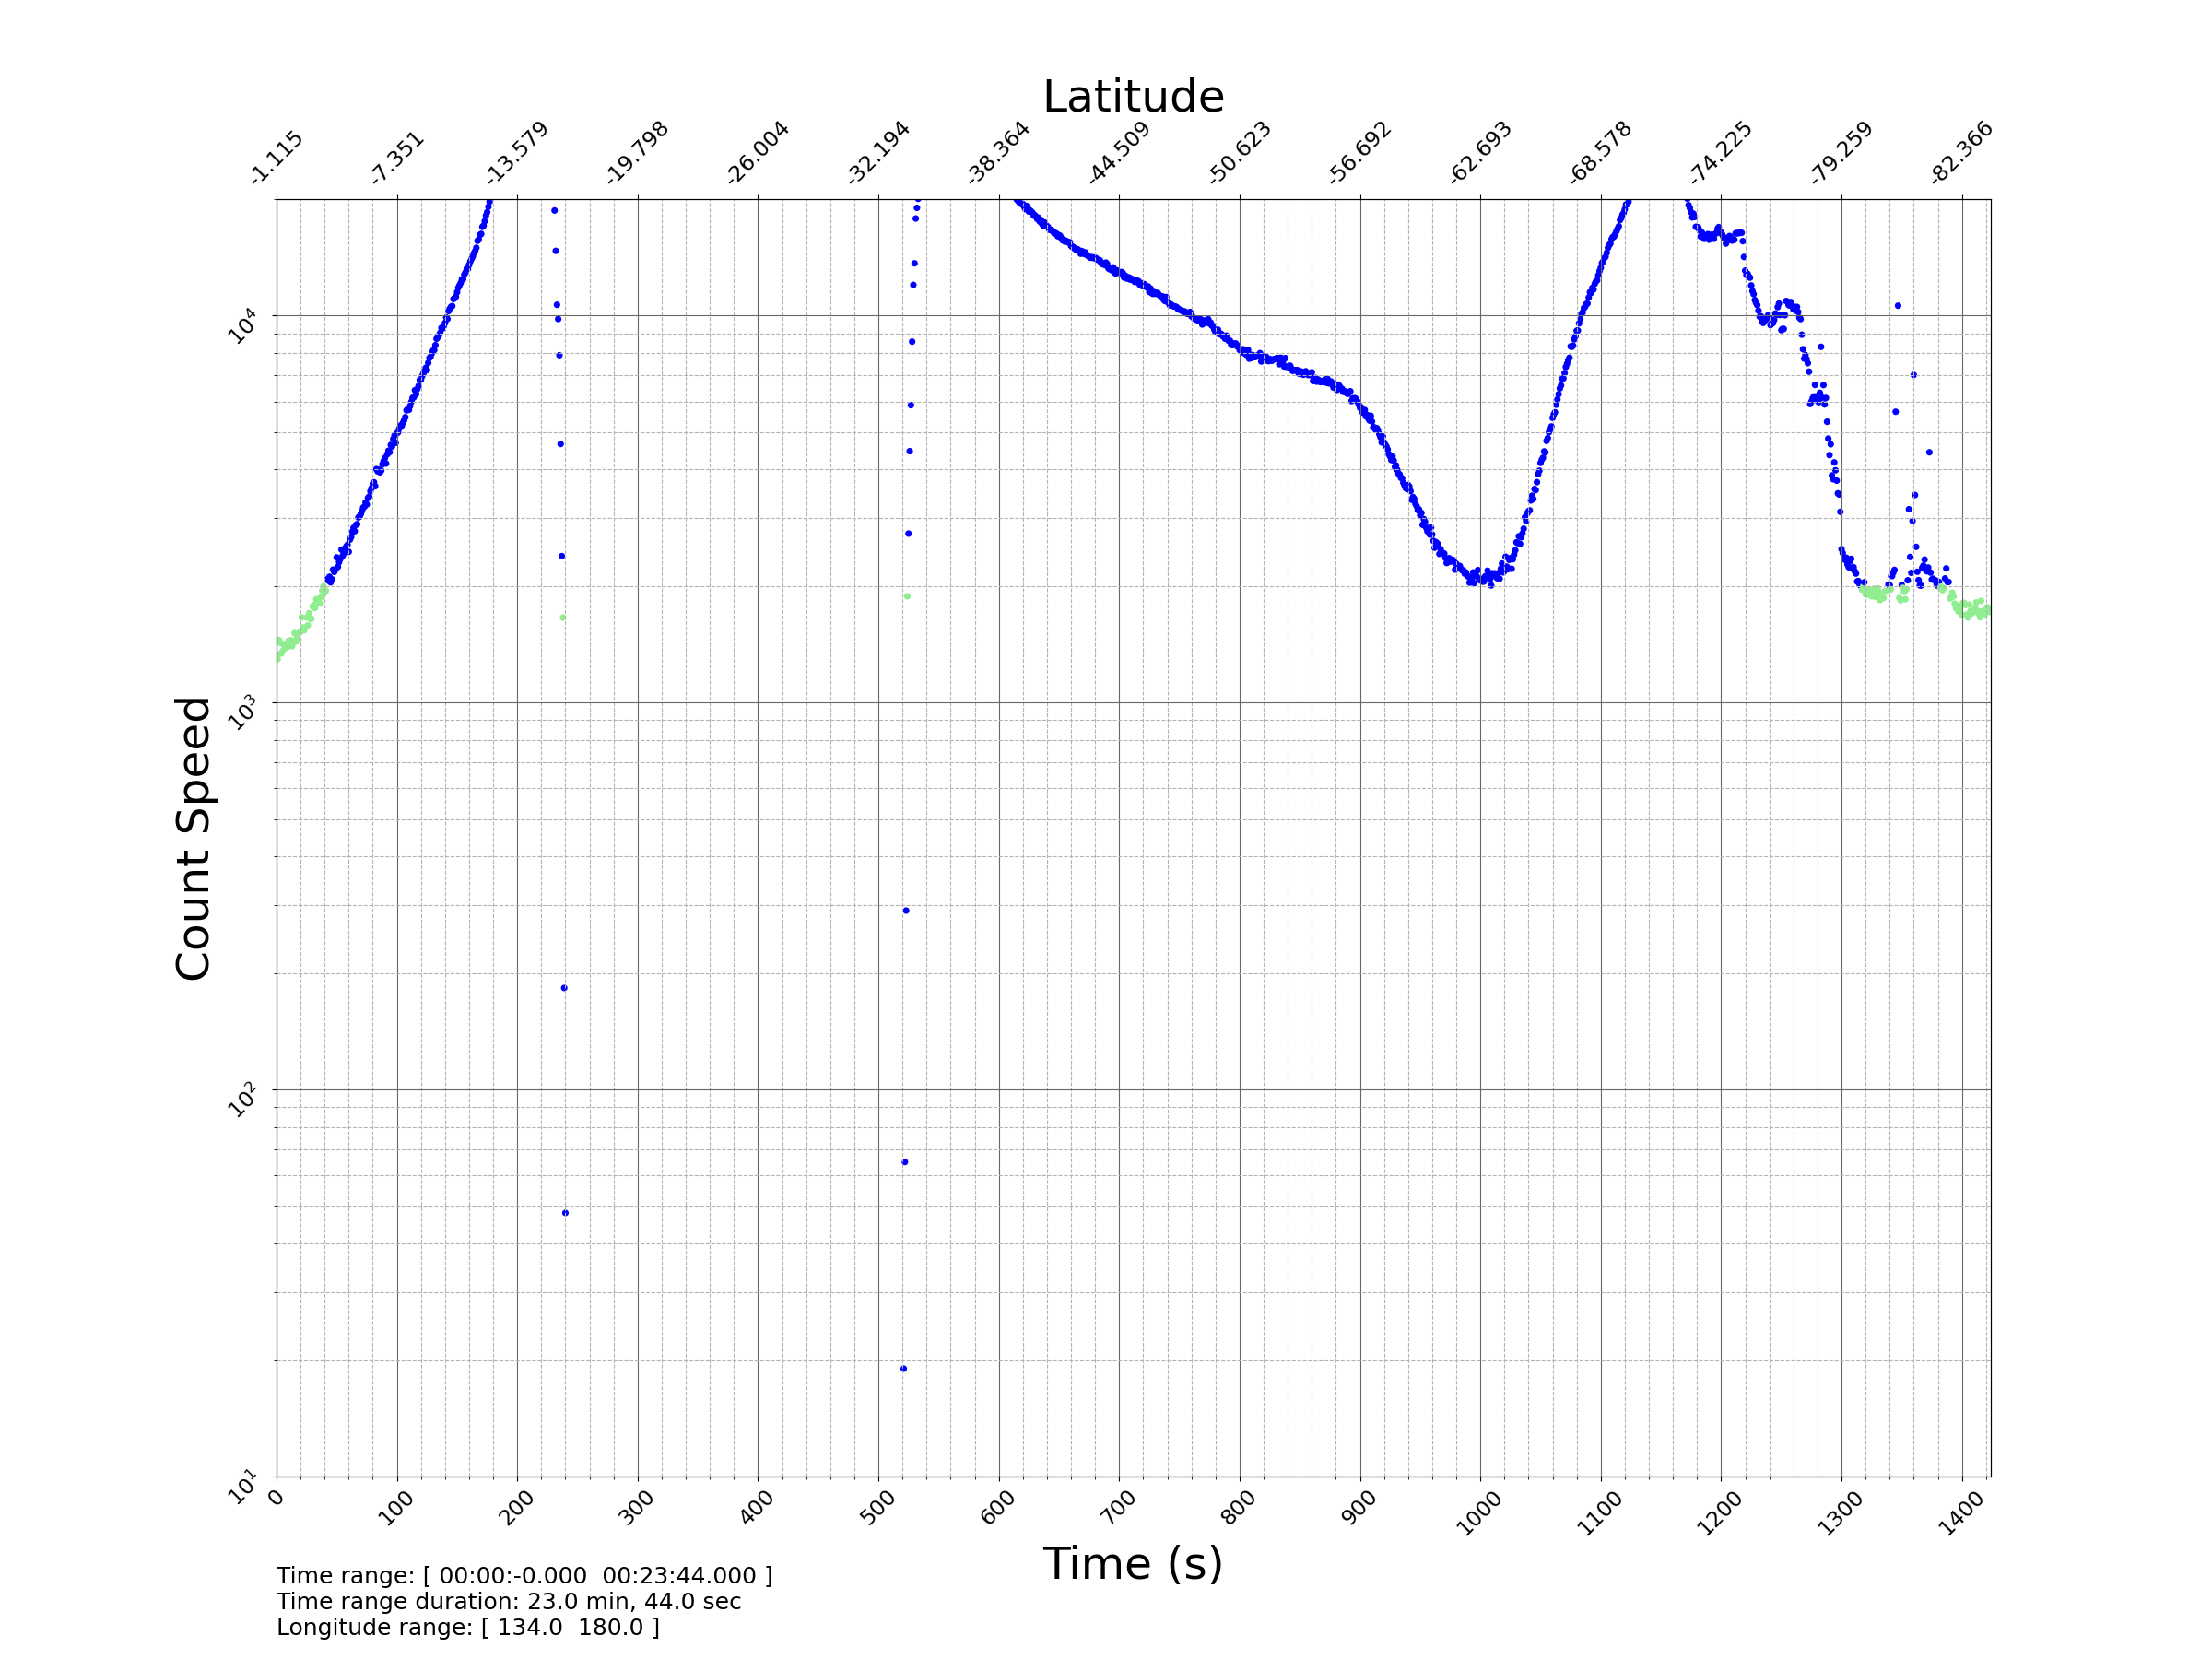 Latitude
-1.115 -7.351 -13.579 -19.798 -26.004 -32.194 -38.364 -44.509 -50.623 -56.692 -62.693 -68.578 -74.225 -79.259 -82.366
10^4
10^3
10^2
10^1
Count Speed
0 100 200 300 400 500 600 700 800 900 1000 1100 1200 1300 1400
Time (s)
Time range: [ 00:00:-0.000  00:23:44.000 ]
Time range duration: 23.0 min, 44.0 sec
Longitude range: [ 134.0  180.0 ]